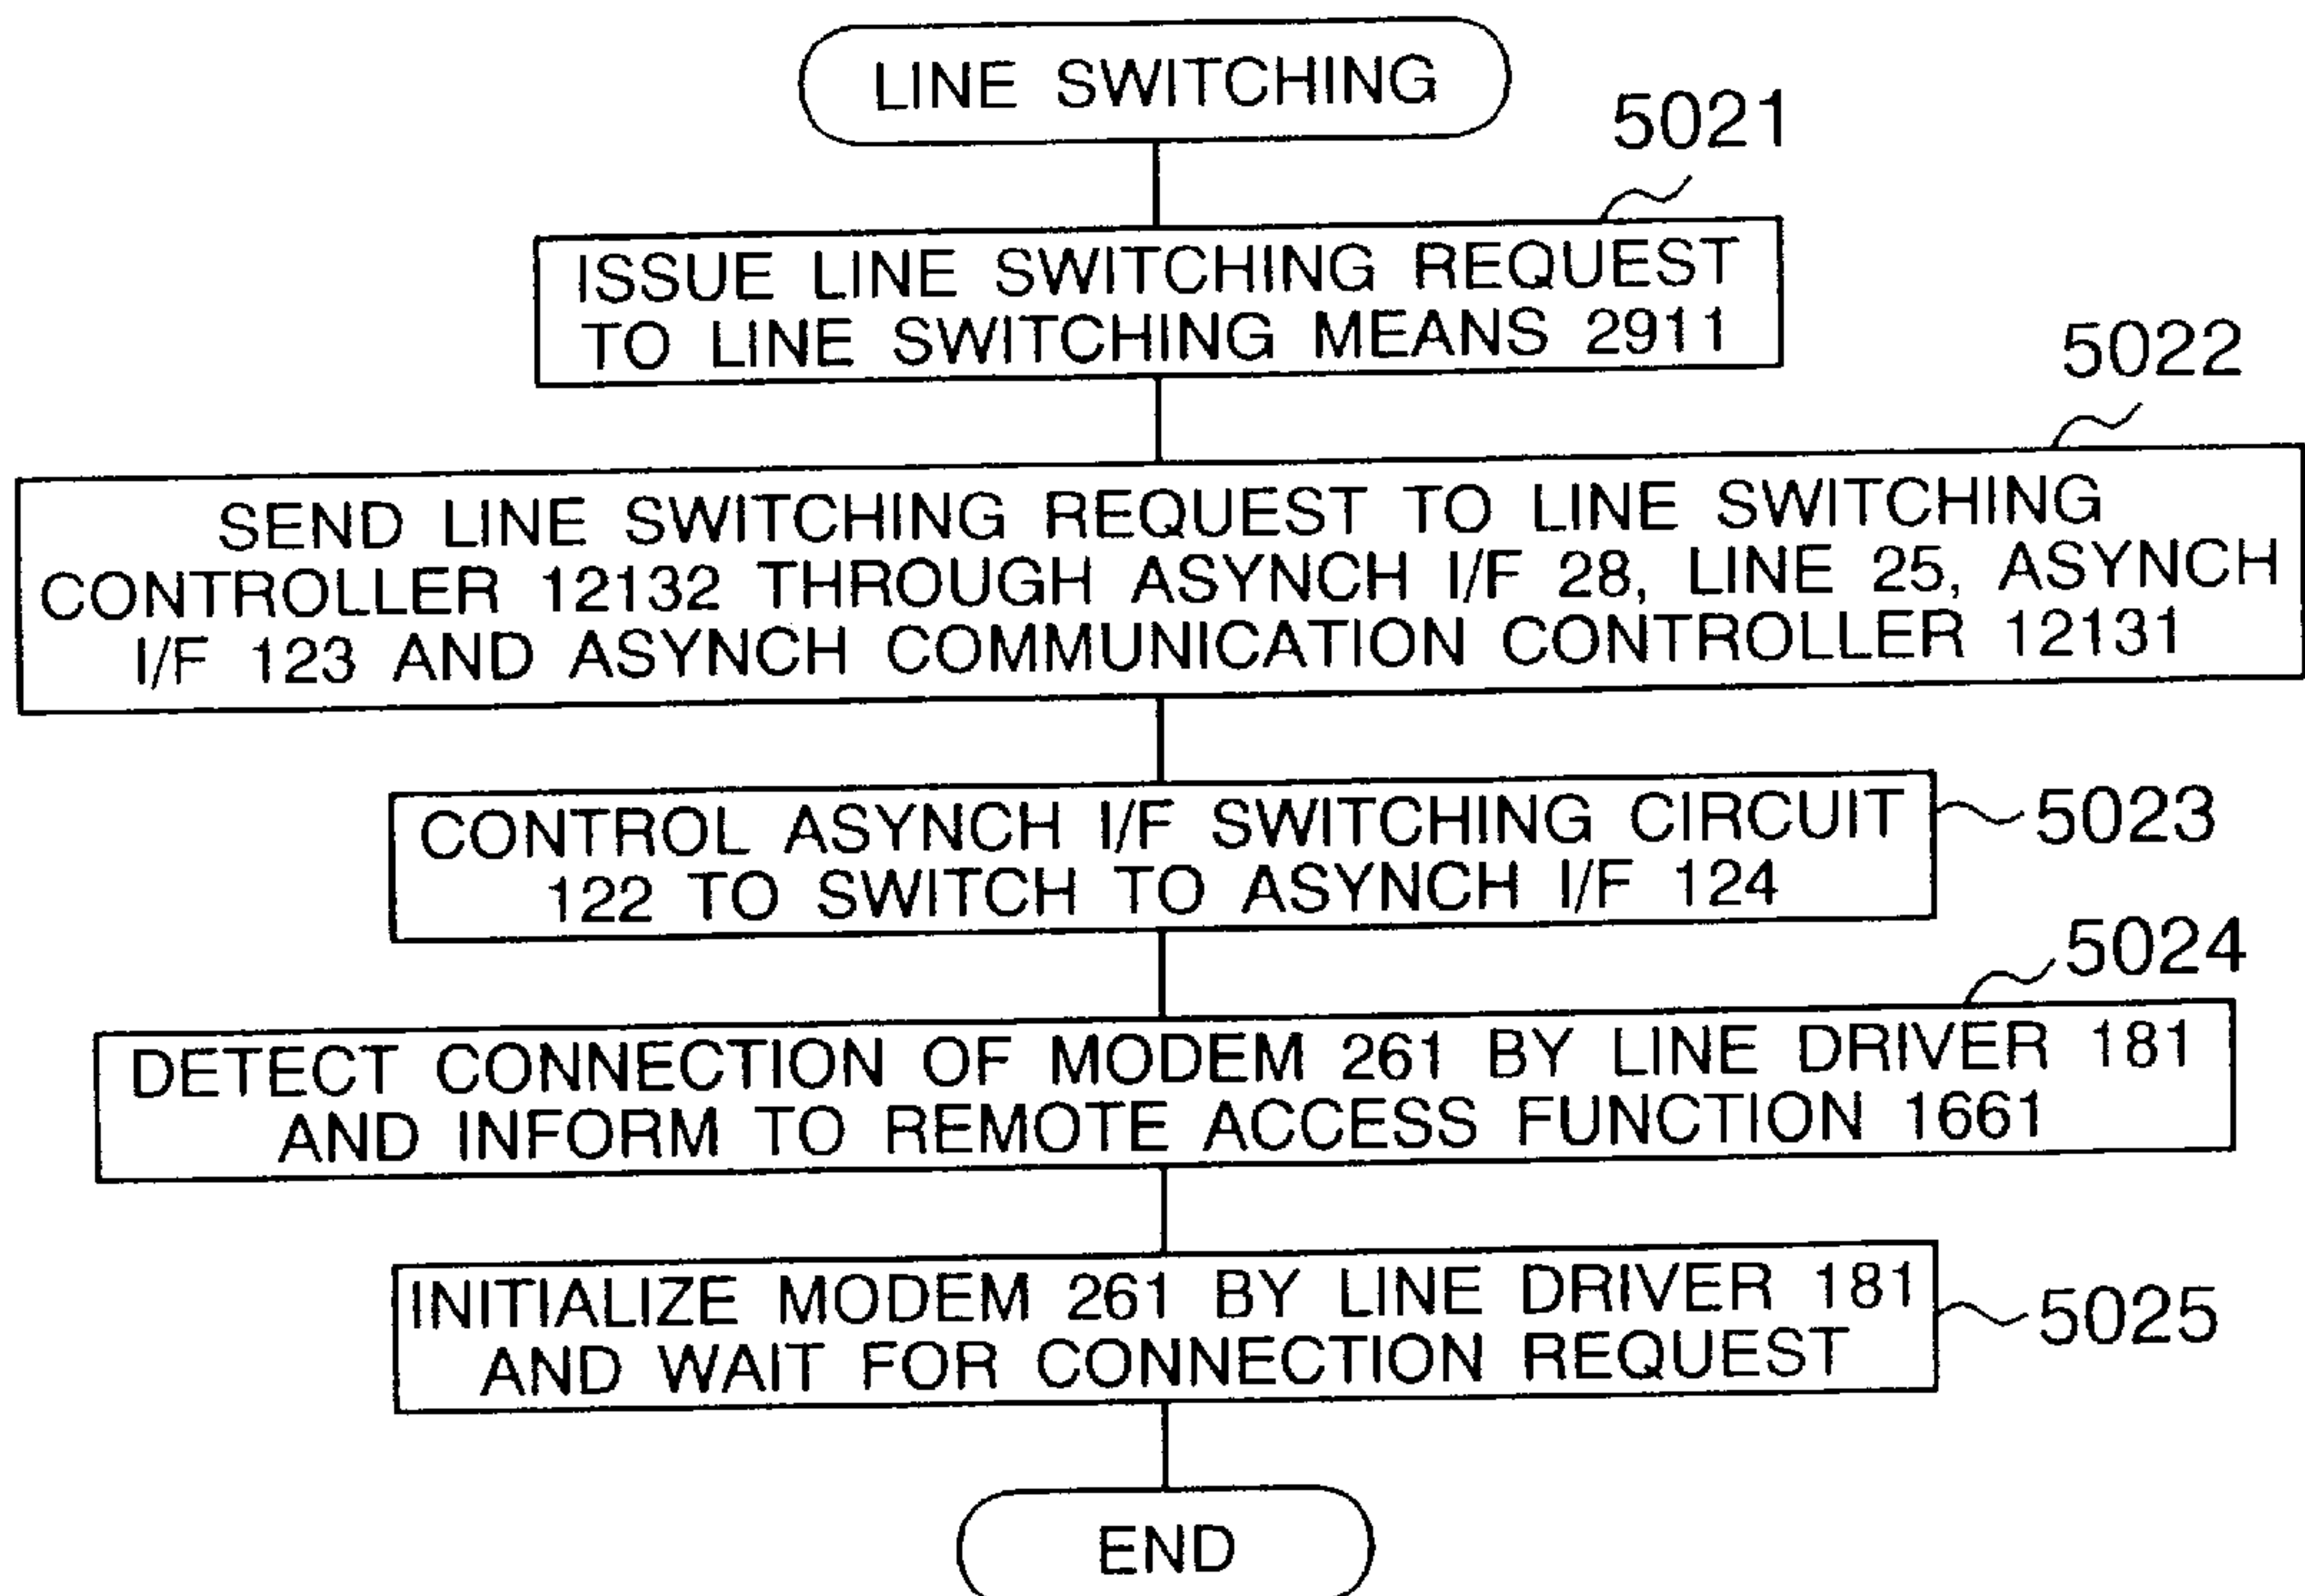 LINE SWITCHING
5021
ISSUE LINE SWITCHING REQUEST
TO LINE SWITCHING MEANS 2911
5022
SEND LINE SWITCHING REQUEST TO LINE SWITCHING
CONTROLLER 12132 THROUGH ASYNCH I/F 28, LINE 25, ASYNCH
I/F 123 AND ASYNCH COMMUNICATION CONTROLLER 12131
CONTROL ASYNCH I/F SWITCHING CIRCUIT
122 TO SWITCH TO ASYNCH I/F 124
5023
5024
DETECT CONNECTION OF MODEM 261 BY LINE DRIVER 181
AND INFORM TO REMOTE ACCESS FUNCTION 1661
INITIALIZE MODEM 261 BY LINE DRIVER 181
AND WAIT FOR CONNECTION REQUEST
5025
END